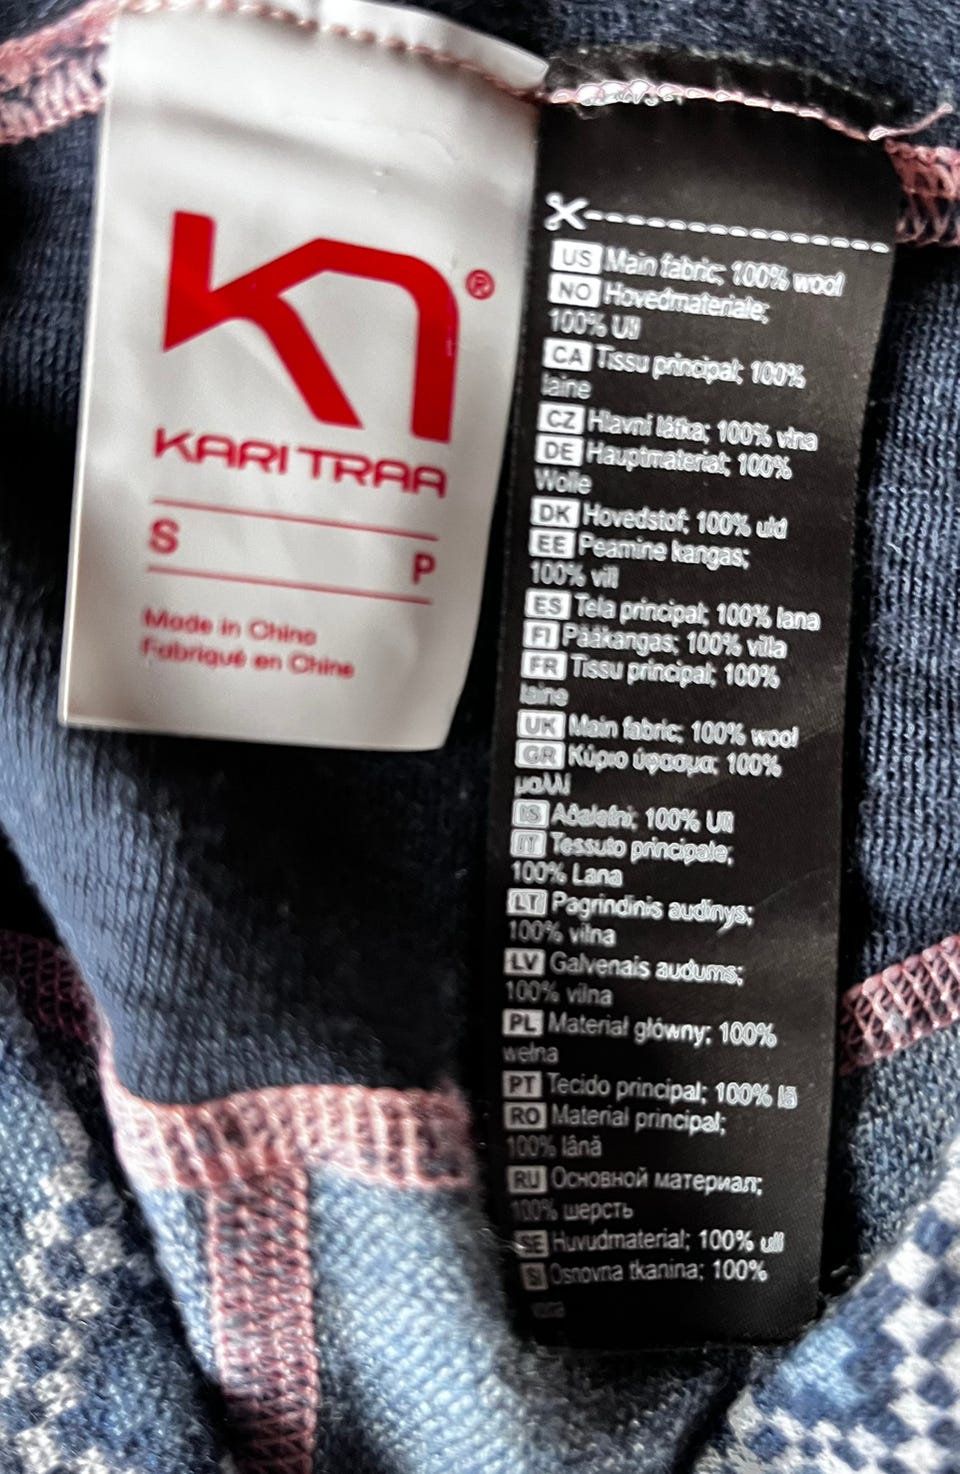 KARI TRAA
®
S
P
Made in China
Fabriqué en Chine
US Main fabric; 100% wool
NO Hovedmateriale;
100% Ull
CA Tissu principal; 100%
laine
CZ Hlavní látka; 100% vlna
DE Hauptmaterial; 100%
Wolle
DK Hovedstof; 100% uld
EE Peamine kangas;
100% vill
ES Tela principal; 100% lana
FI Pääkangas; 100% villa
FR Tissu principal; 100%
laine
UK Main fabric; 100% wool
GR Κύριο ύφασμα; 100%
μαλλί
IS Aðalefni; 100% Ull
IT Tessuto principale;
100% Lana
LT Pagrindinis audinys;
100% vilna
LV Galvenais audums;
100% vilna
PL Materiał główny; 100%
wełna
PT Tecido principal; 100% lã
RO Material principal;
100% lână
RU Основной материал;
100% шерсть
SE Huvudmaterial; 100% ull
S Osnovna tkanina; 100%